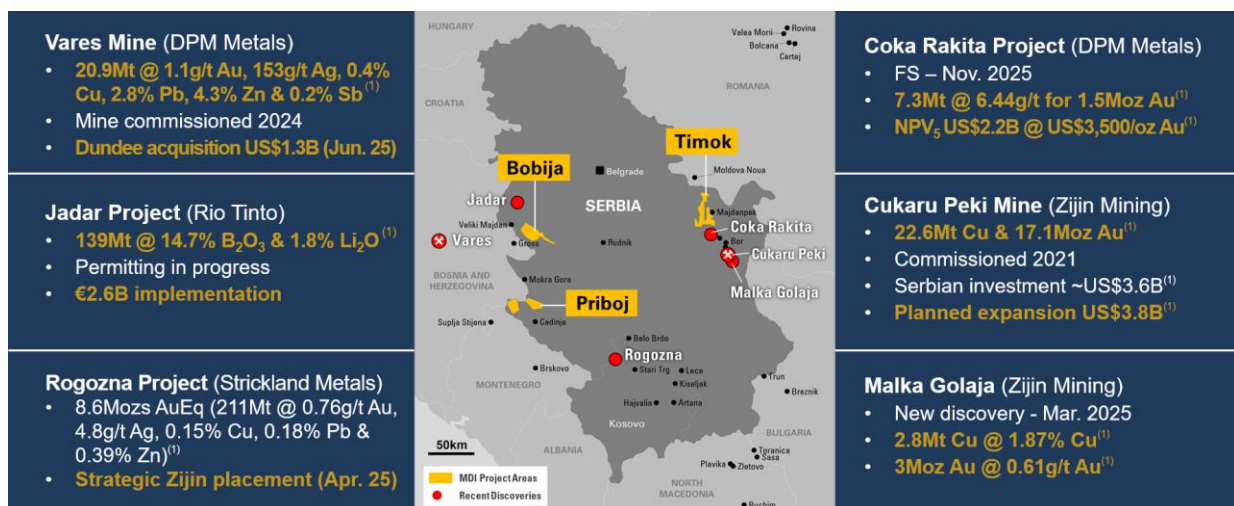 Vares Mine (DPM Metals)
• 20.9Mt @ 1.1g/t Au, 153g/t Ag, 0.4%
Cu, 2.8% Pb, 4.3% Zn & 0.2% Sb⁽¹⁾
• Mine commissioned 2024
• Dundee acquisition US$1.3B (Jun. 25)
Jadar Project (Rio Tinto)
• 139Mt @ 14.7% B₂O₃ & 1.8% Li₂O⁽¹⁾
• Permitting in progress
• €2.6B implementation
Rogozna Project (Strickland Metals)
• 8.6Mozs AuEq (211Mt @ 0.76g/t Au,
4.8g/t Ag, 0.15% Cu, 0.18% Pb &
0.39% Zn)⁽¹⁾
• Strategic Zijin placement (Apr. 25)
HUNGARY
Valea Morii
Rovina
Bolcana
Certej
CROATIA
ROMANIA
Timok
Moldova Noua
Bobija
Belgrade
Jadar
SERBIA
Majdanpek
Veliki Majdan
Coka Rakita
Vares
Gross
Rudnik
Bor
Cukaru Peki
BOSNIA AND
HERZEGOVINA
Mokra Gora
Malka Golaja
Priboj
Suplja Stijena
Cadinje
Belo Brdo
Rogozna
Brskovo
Stari Trg
Lece
Trun
MONTENEGRO
Kiseljak
Breznik
Hajvalia
Artana
Kosovo
50km
ALBANIA
BULGARIA
Toranica
Sasa
Plavika
Zletovo
NORTH
MACEDONIA
Buchim
MDI Project Areas
Recent Discoveries
Coka Rakita Project (DPM Metals)
• FS – Nov. 2025
• 7.3Mt @ 6.44g/t for 1.5Moz Au⁽¹⁾
• NPV₅ US$2.2B @ US$3,500/oz Au⁽¹⁾
Cukaru Peki Mine (Zijin Mining)
• 22.6Mt Cu & 17.1Moz Au⁽¹⁾
• Commissioned 2021
• Serbian investment ~US$3.6B⁽¹⁾
• Planned expansion US$3.8B⁽¹⁾
Malka Golaja (Zijin Mining)
• New discovery - Mar. 2025
• 2.8Mt Cu @ 1.87% Cu⁽¹⁾
• 3Moz Au @ 0.61g/t Au⁽¹⁾